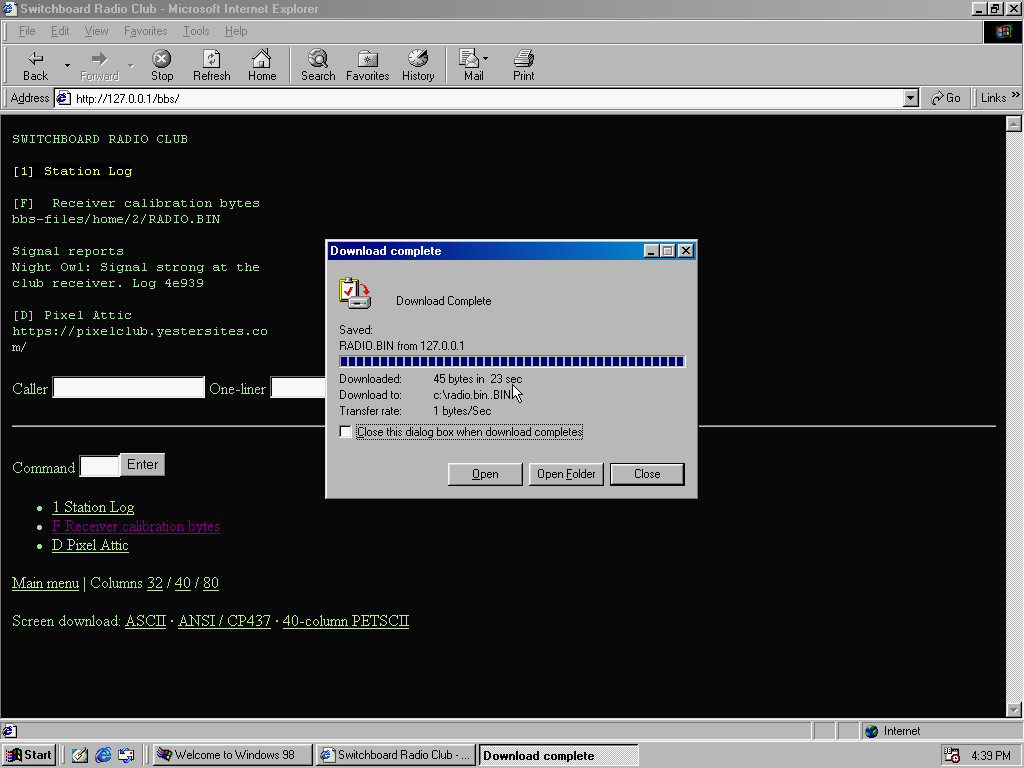 Switchboard Radio Club - Microsoft Internet Explorer
File Edit View Favorites Tools Help
Back Forward Stop Refresh Home Search Favorites History Mail Print
Address http://127.0.0.1/bbs/ Go Links »
SWITCHBOARD RADIO CLUB
[1] Station Log
[F] Receiver calibration bytes
bbs-files/home/2/RADIO.BIN
Signal reports
Night Owl: Signal strong at the
club receiver. Log 4e939
[D] Pixel Attic
https://pixelclub.yestersites.co
m/
Caller One-liner
Command Enter
1 Station Log
F Receiver calibration bytes
D Pixel Attic
Main menu | Columns 32 / 40 / 80
Screen download: ASCII · ANSI / CP437 · 40-column PETSCII
Download complete
Download Complete
Saved:
RADIO.BIN from 127.0.0.1
Downloaded: 45 bytes in 23 sec
Download to: c:\radio.bin..BIN
Transfer rate: 1 bytes/Sec
Close this dialog box when download completes
Open Open Folder Close
Internet
Start Welcome to Windows 98 Switchboard Radio Club - ... Download complete 4:39 PM